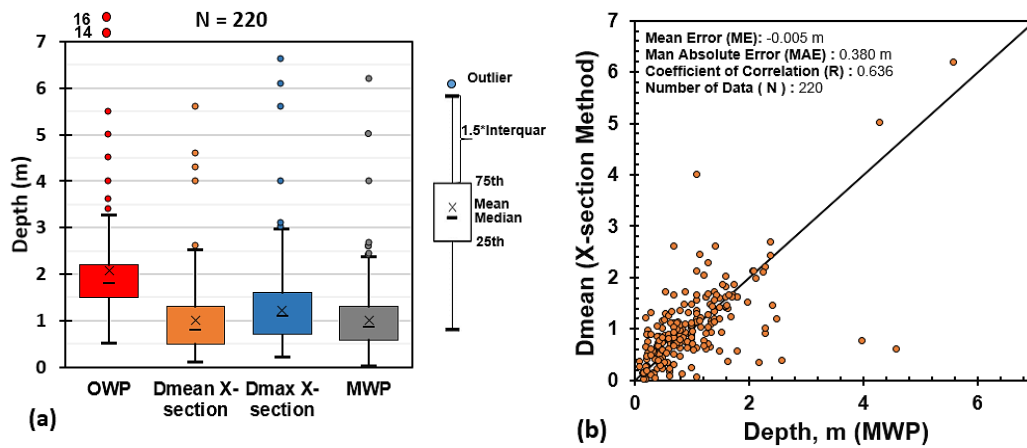 16
14
N = 220
7
6
5
4
3
2
1
0
Depth (m)
OWP
Dmean X-
section
Dmax X-
section
MWP
(a)
Outlier
1.5*Interquar
75th
Mean
Median
25th
Mean Error (ME): -0.005 m
Man Absolute Error (MAE) : 0.380 m
Coefficient of Correlation (R) : 0.636
Number of Data ( N ) : 220
7
6
5
4
3
2
1
0
Dmean (X-section Method)
0
2
4
6
Depth, m (MWP)
(b)